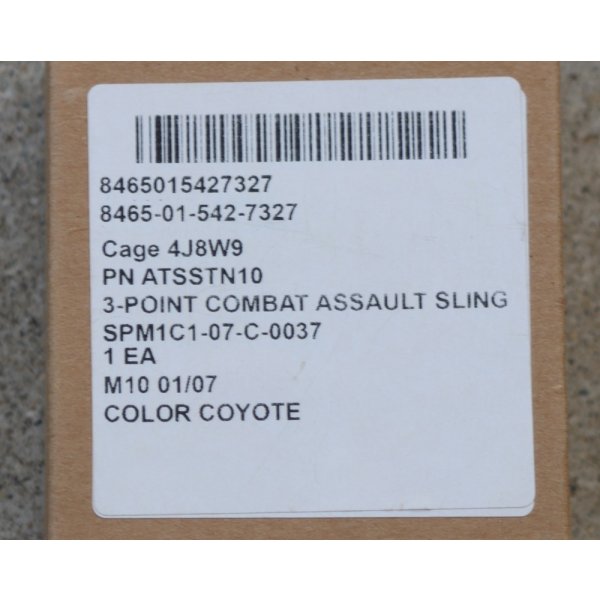 8465015427327
8465-01-542-7327
Cage 4J8W9
PN ATSSTN10
3-POINT COMBAT ASSAULT SLING
SPM1C1-07-C-0037
1 EA
M10 01/07
COLOR COYOTE